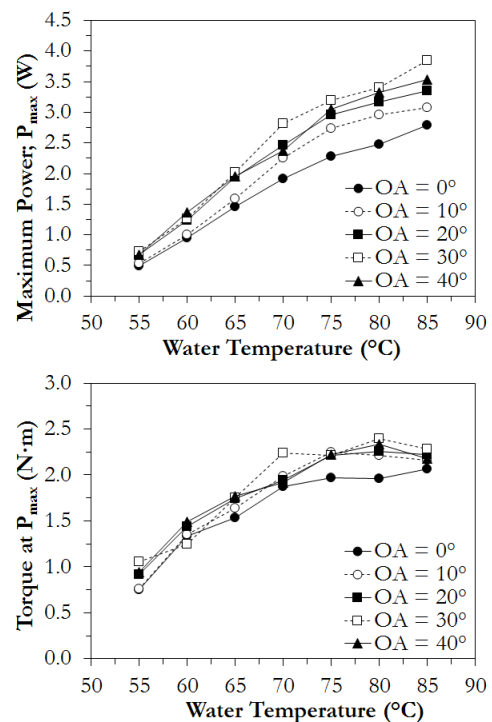 Maximum Power; Pmax (W)
4.5
4.0
3.5
3.0
2.5
2.0
1.5
1.0
0.5
0.0
OA = 0°
OA = 10°
OA = 20°
OA = 30°
OA = 40°
50 55 60 65 70 75 80 85 90
Water Temperature (°C)
Torque at Pmax (N·m)
3.0
2.5
2.0
1.5
1.0
0.5
0.0
OA = 0°
OA = 10°
OA = 20°
OA = 30°
OA = 40°
50 55 60 65 70 75 80 85 90
Water Temperature (°C)